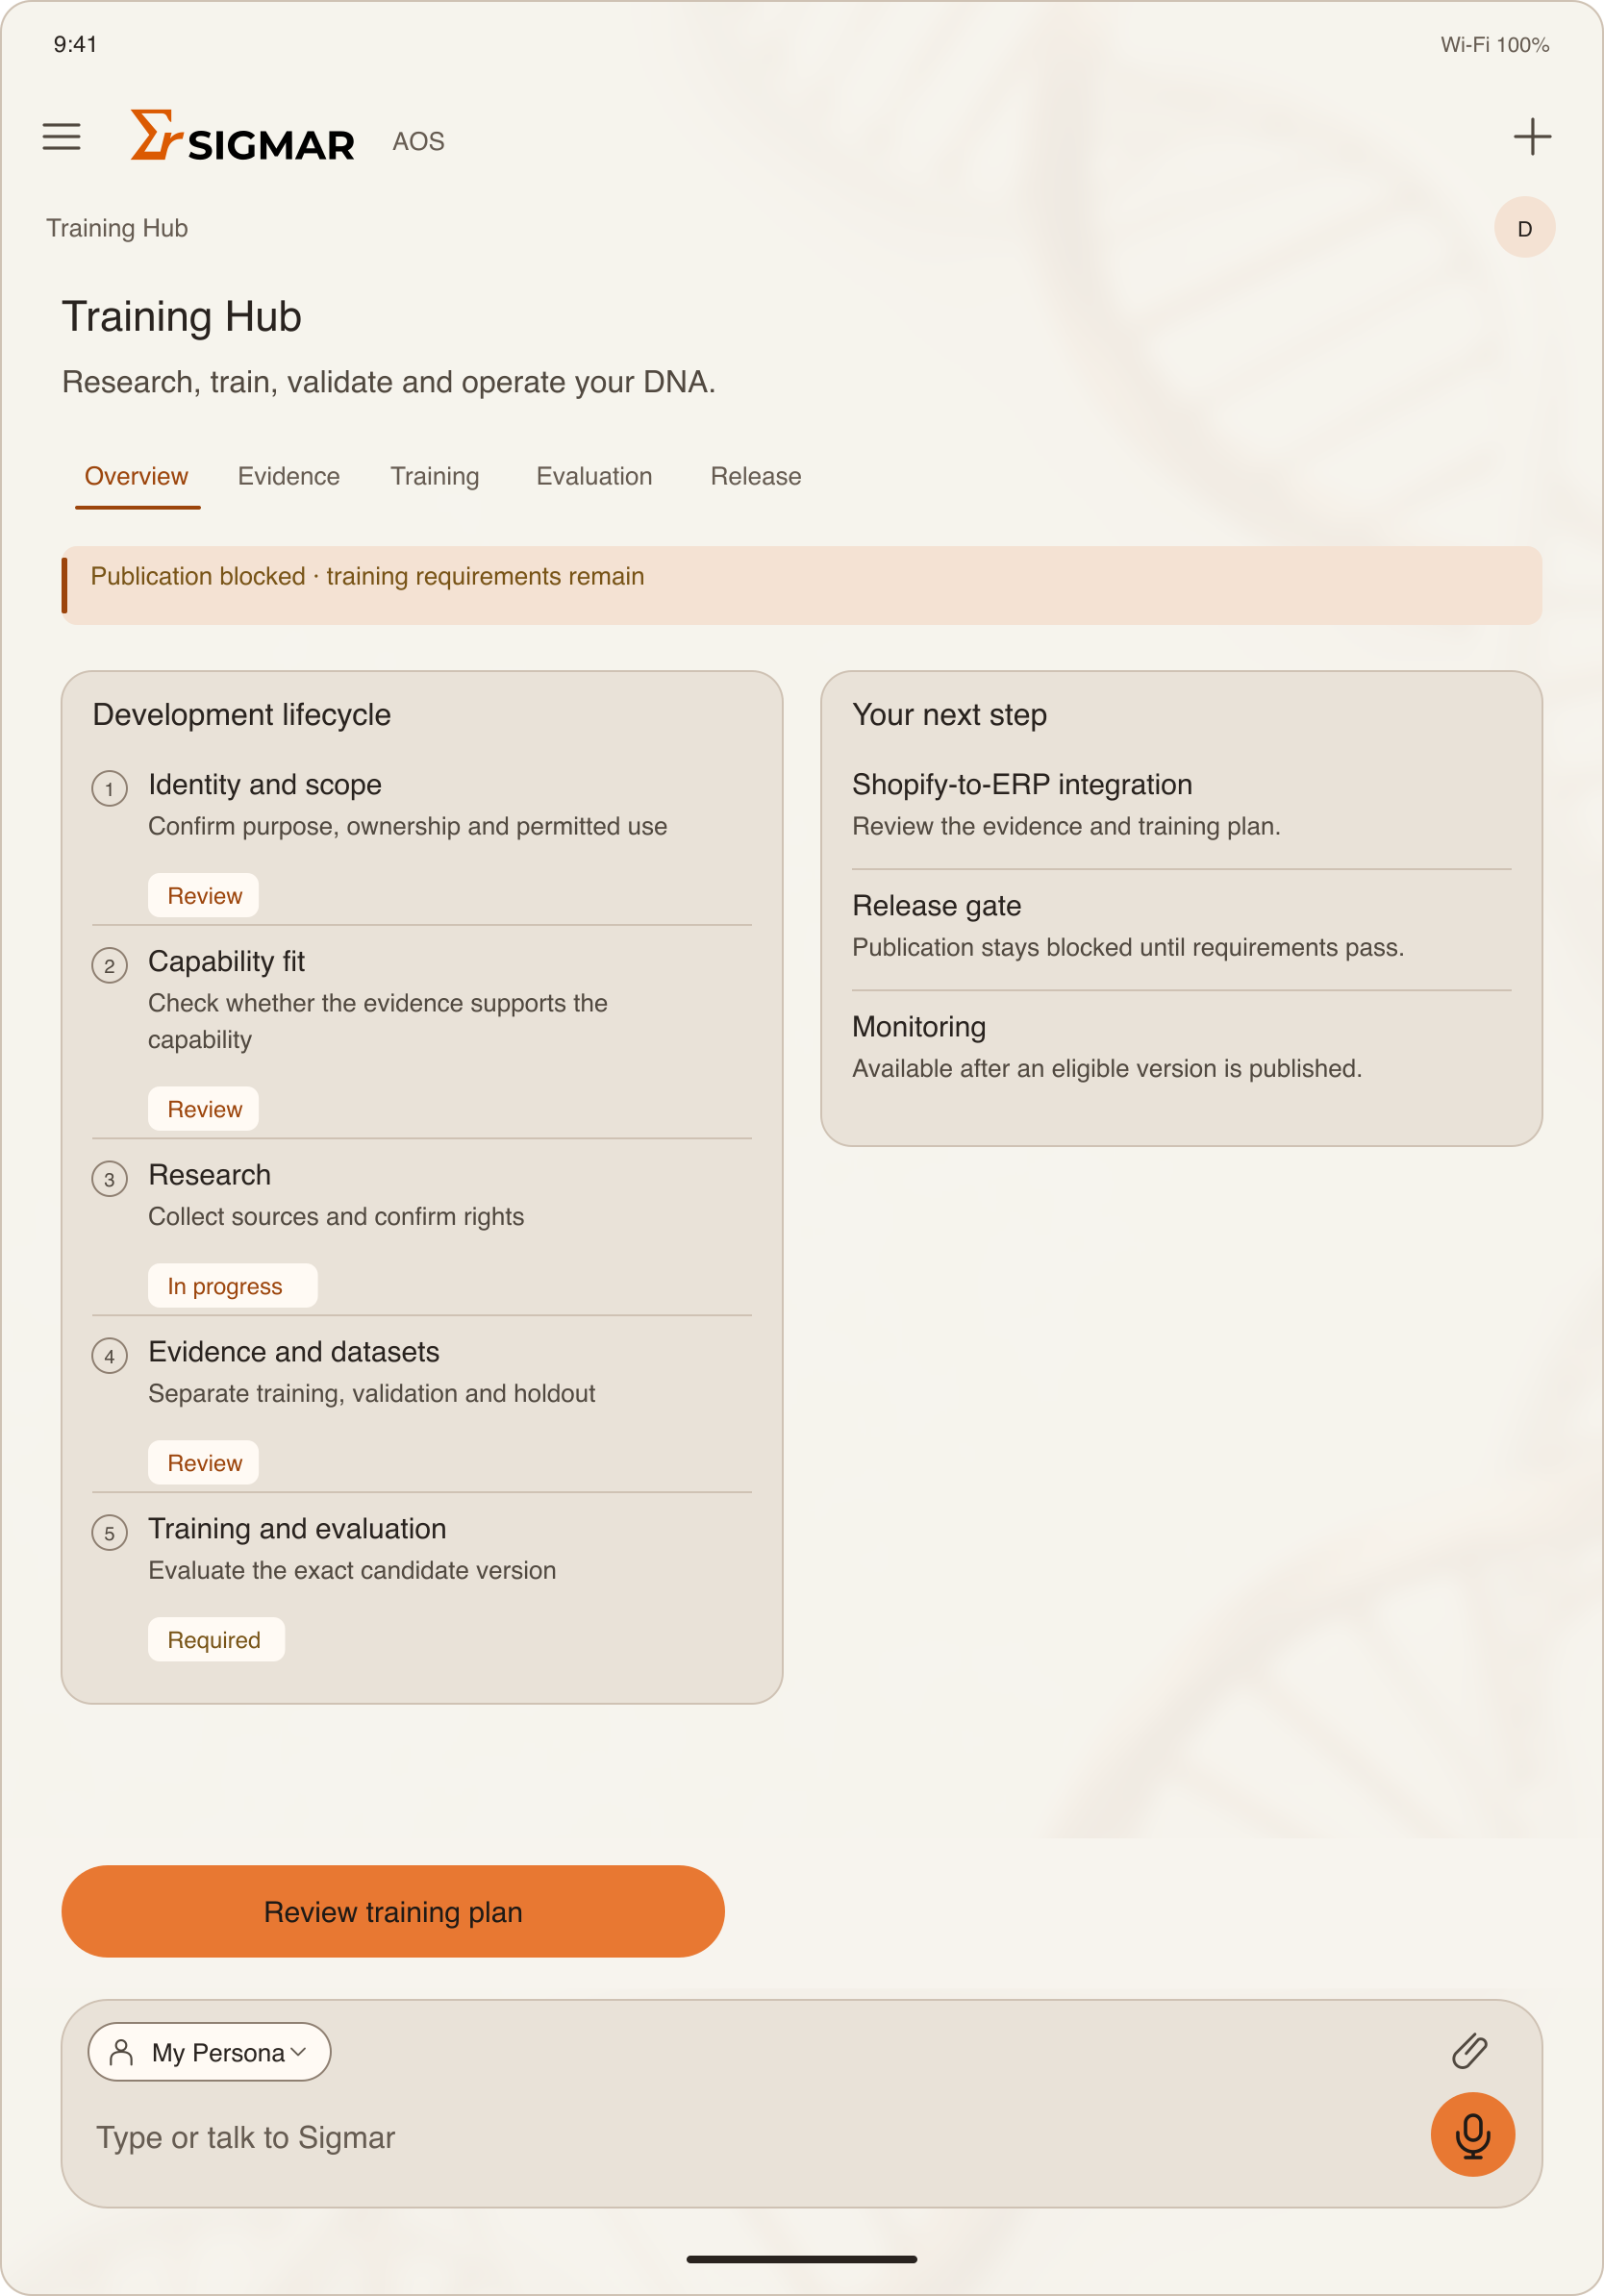 9:41
Wi-Fi 100%
Σr SIGMAR AOS
Training Hub
D
Training Hub
Research, train, validate and operate your DNA.
Overview
Evidence
Training
Evaluation
Release
Publication blocked · training requirements remain
Development lifecycle
1
Identity and scope
Confirm purpose, ownership and permitted use
Review
2
Capability fit
Check whether the evidence supports the
capability
Review
3
Research
Collect sources and confirm rights
In progress
4
Evidence and datasets
Separate training, validation and holdout
Review
5
Training and evaluation
Evaluate the exact candidate version
Required
Your next step
Shopify-to-ERP integration
Review the evidence and training plan.
Release gate
Publication stays blocked until requirements pass.
Monitoring
Available after an eligible version is published.
Review training plan
My Persona
Type or talk to Sigmar